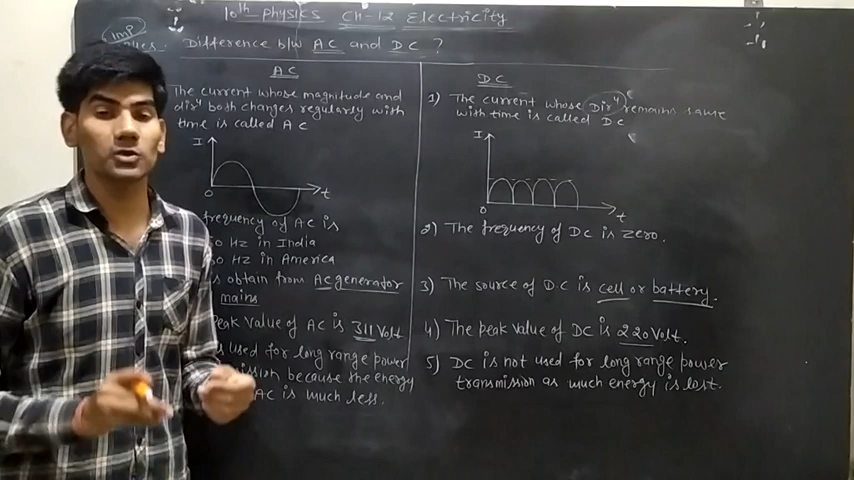 10th Physics Ch-12 Electricity
Imp
Ques. Difference b/w AC and DC ?
AC
The current whose magnitude and
dirⁿ both changes regularly with
time is called AC
I
O
t
frequency of AC is
50 Hz in India
60 Hz in America
is obtain from AC generador
mains
Peak Value of AC is 311 Volt
used for long range power
because the energy
AC is much less.
DC
1) The current whose Dirⁿ remains same
with time is called DC
I
O
t
2) The frequency of DC is zero.
3) The source of D.C is cell or battery.
4) The peak value of DC is 220 Volt.
5) DC is not used for long range power
transmission as much energy is lost.